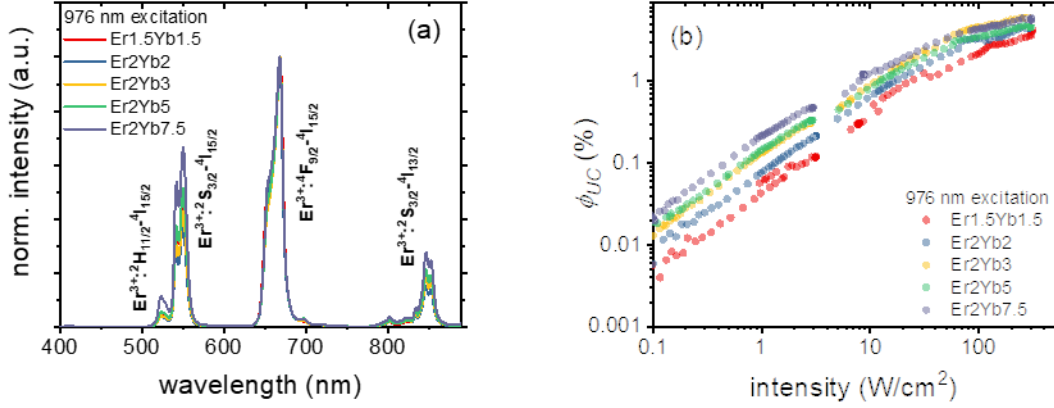 976 nm excitation
(a)
Er1.5Yb1.5
Er2Yb2
Er2Yb3
Er2Yb5
Er2Yb7.5
Er³⁺:²H₁₁/₂-⁴I₁₅/₂
Er³⁺:²S₃/₂-⁴I₁₅/₂
Er³⁺:⁴F₉/₂-⁴I₁₅/₂
Er³⁺:²S₃/₂-⁴I₁₃/₂
norm. intensity (a.u.)
400 500 600 700 800
wavelength (nm)
(b)
ϕUC (%)
1
0.1
0.01
0.001
976 nm excitation
Er1.5Yb1.5
Er2Yb2
Er2Yb3
Er2Yb5
Er2Yb7.5
0.1 1 10 100
intensity (W/cm²)